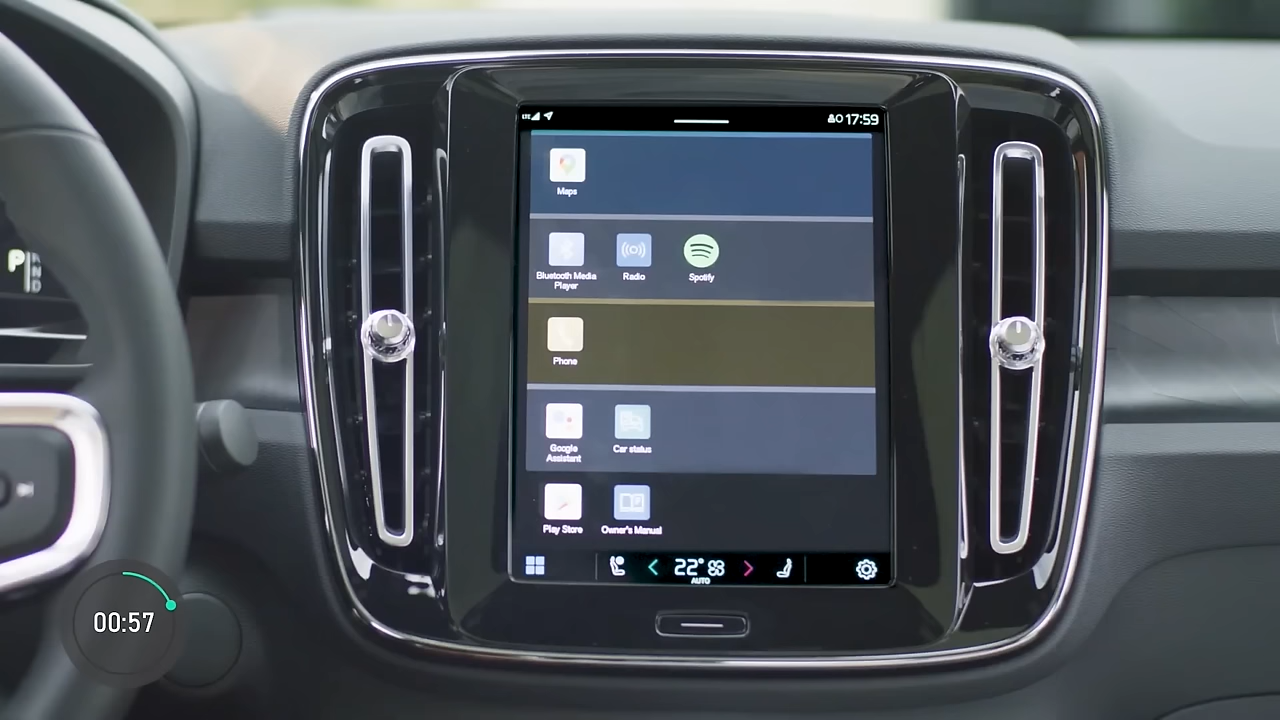 LTE 17:59
Maps
Bluetooth Media
Player
Radio
Spotify
Phone
Google
Assistant
Car status
Play Store
Owner's Manual
22°
AUTO
P
R
N
D
00:57